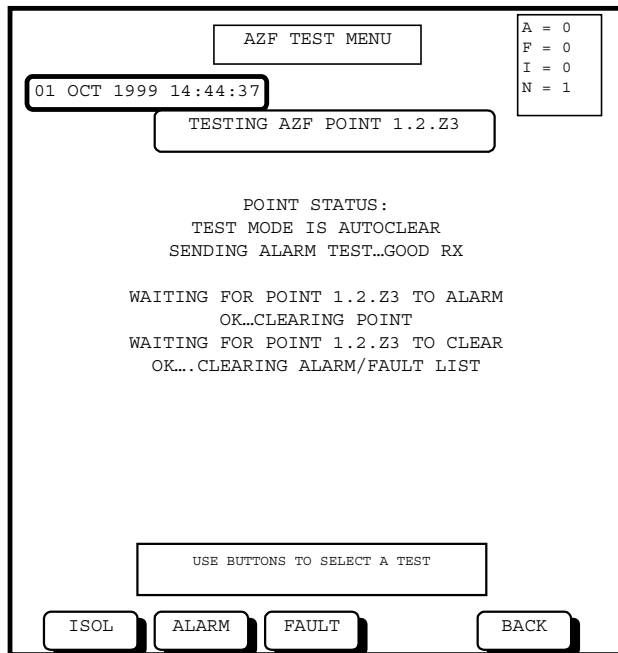 AZF TEST MENU
A = 0
F = 0
I = 0
N = 1
01 OCT 1999 14:44:37
TESTING AZF POINT 1.2.Z3
POINT STATUS:
TEST MODE IS AUTOCLEAR
SENDING ALARM TEST…GOOD RX
WAITING FOR POINT 1.2.Z3 TO ALARM
OK…CLEARING POINT
WAITING FOR POINT 1.2.Z3 TO CLEAR
OK….CLEARING ALARM/FAULT LIST
USE BUTTONS TO SELECT A TEST
ISOL ALARM FAULT BACK